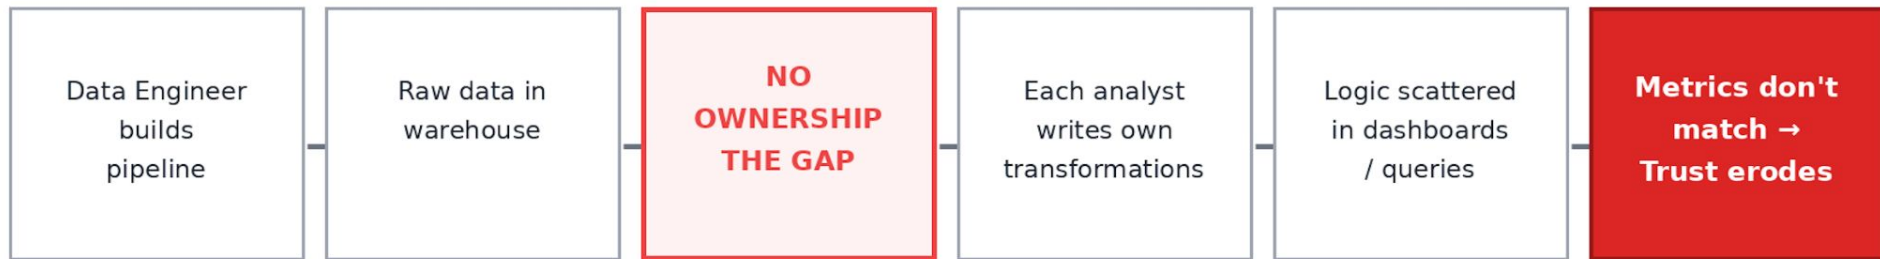 Data Engineer
builds
pipeline
Raw data in
warehouse
NO
OWNERSHIP
THE GAP
Each analyst
writes own
transformations
Logic scattered
in dashboards
/ queries
Metrics don't
match →
Trust erodes